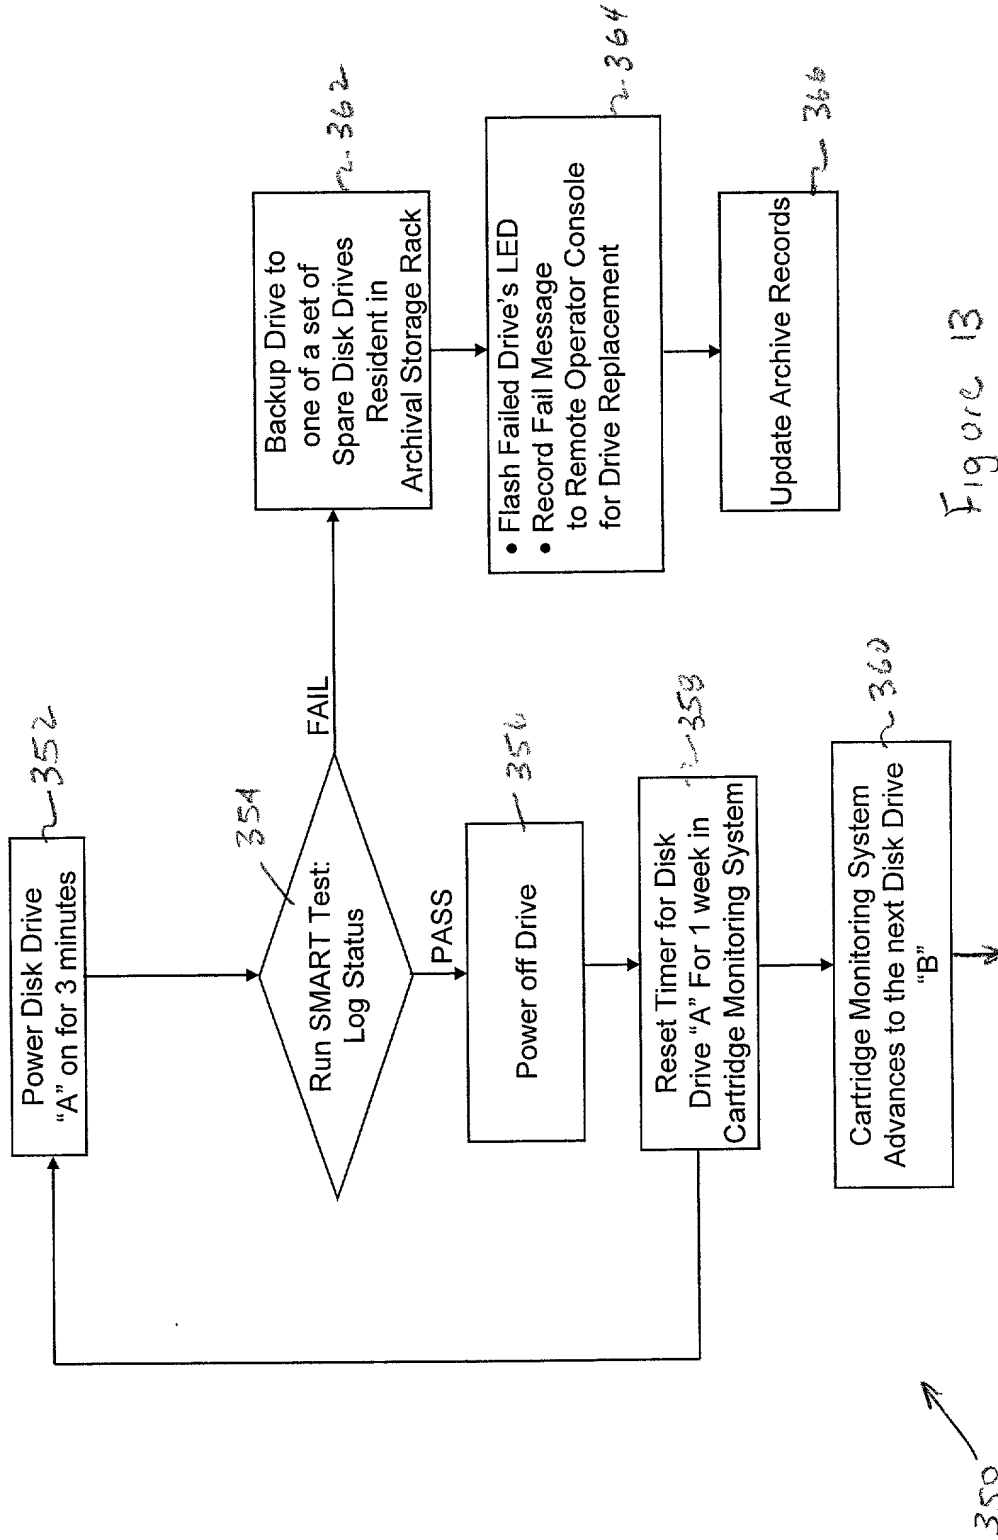 Power Disk Drive
“A” on for 3 minutes
352
Run SMART Test:
Log Status
354
FAIL
PASS
Power off Drive
356
Reset Timer for Disk
Drive “A” For 1 week in
Cartridge Monitoring System
358
Cartridge Monitoring System
Advances to the next Disk Drive
“B”
360
Backup Drive to
one of a set of
Spare Disk Drives
Resident in
Archival Storage Rack
362
• Flash Failed Drive’s LED
• Record Fail Message
to Remote Operator Console
for Drive Replacement
364
Update Archive Records
366
350
Figure 13